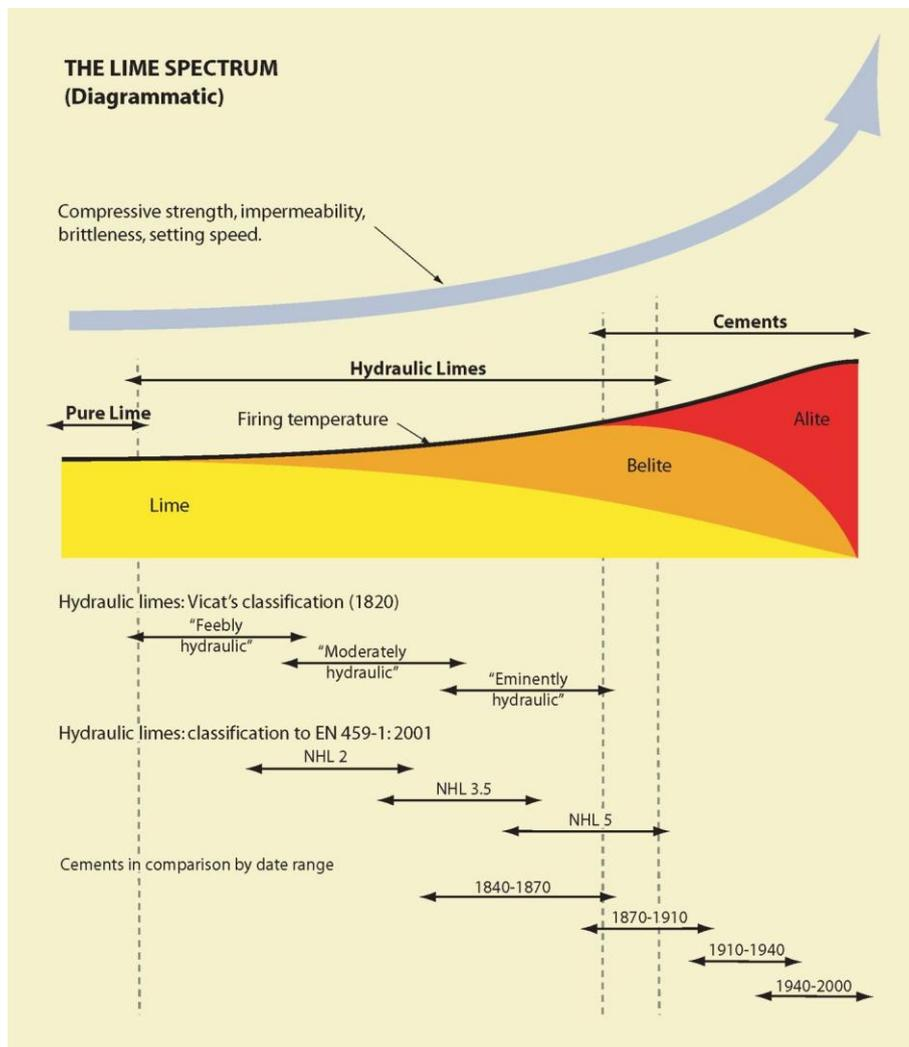 THE LIME SPECTRUM
(Diagrammatic)
Compressive strength, impermeability,
brittleness, setting speed.
Cements
Hydraulic Limes
Pure Lime
Firing temperature
Alite
Belite
Lime
Hydraulic limes: Vicat's classification (1820)
"Feebly
hydraulic"
"Moderately
hydraulic"
"Eminently
hydraulic"
Hydraulic limes: classification to EN 459-1: 2001
NHL 2
NHL 3.5
NHL 5
Cements in comparison by date range
1840-1870
1870-1910
1910-1940
1940-2000